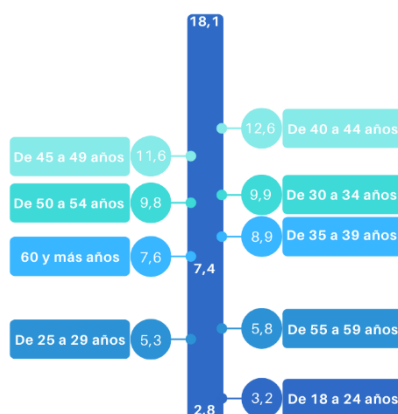 18,1
12,6 De 40 a 44 años
De 45 a 49 años 11,6
De 50 a 54 años 9,8
9,9 De 30 a 34 años
8,9 De 35 a 39 años
60 y más años 7,6
7,4
5,8 De 55 a 59 años
De 25 a 29 años 5,3
3,2 De 18 a 24 años
2,8